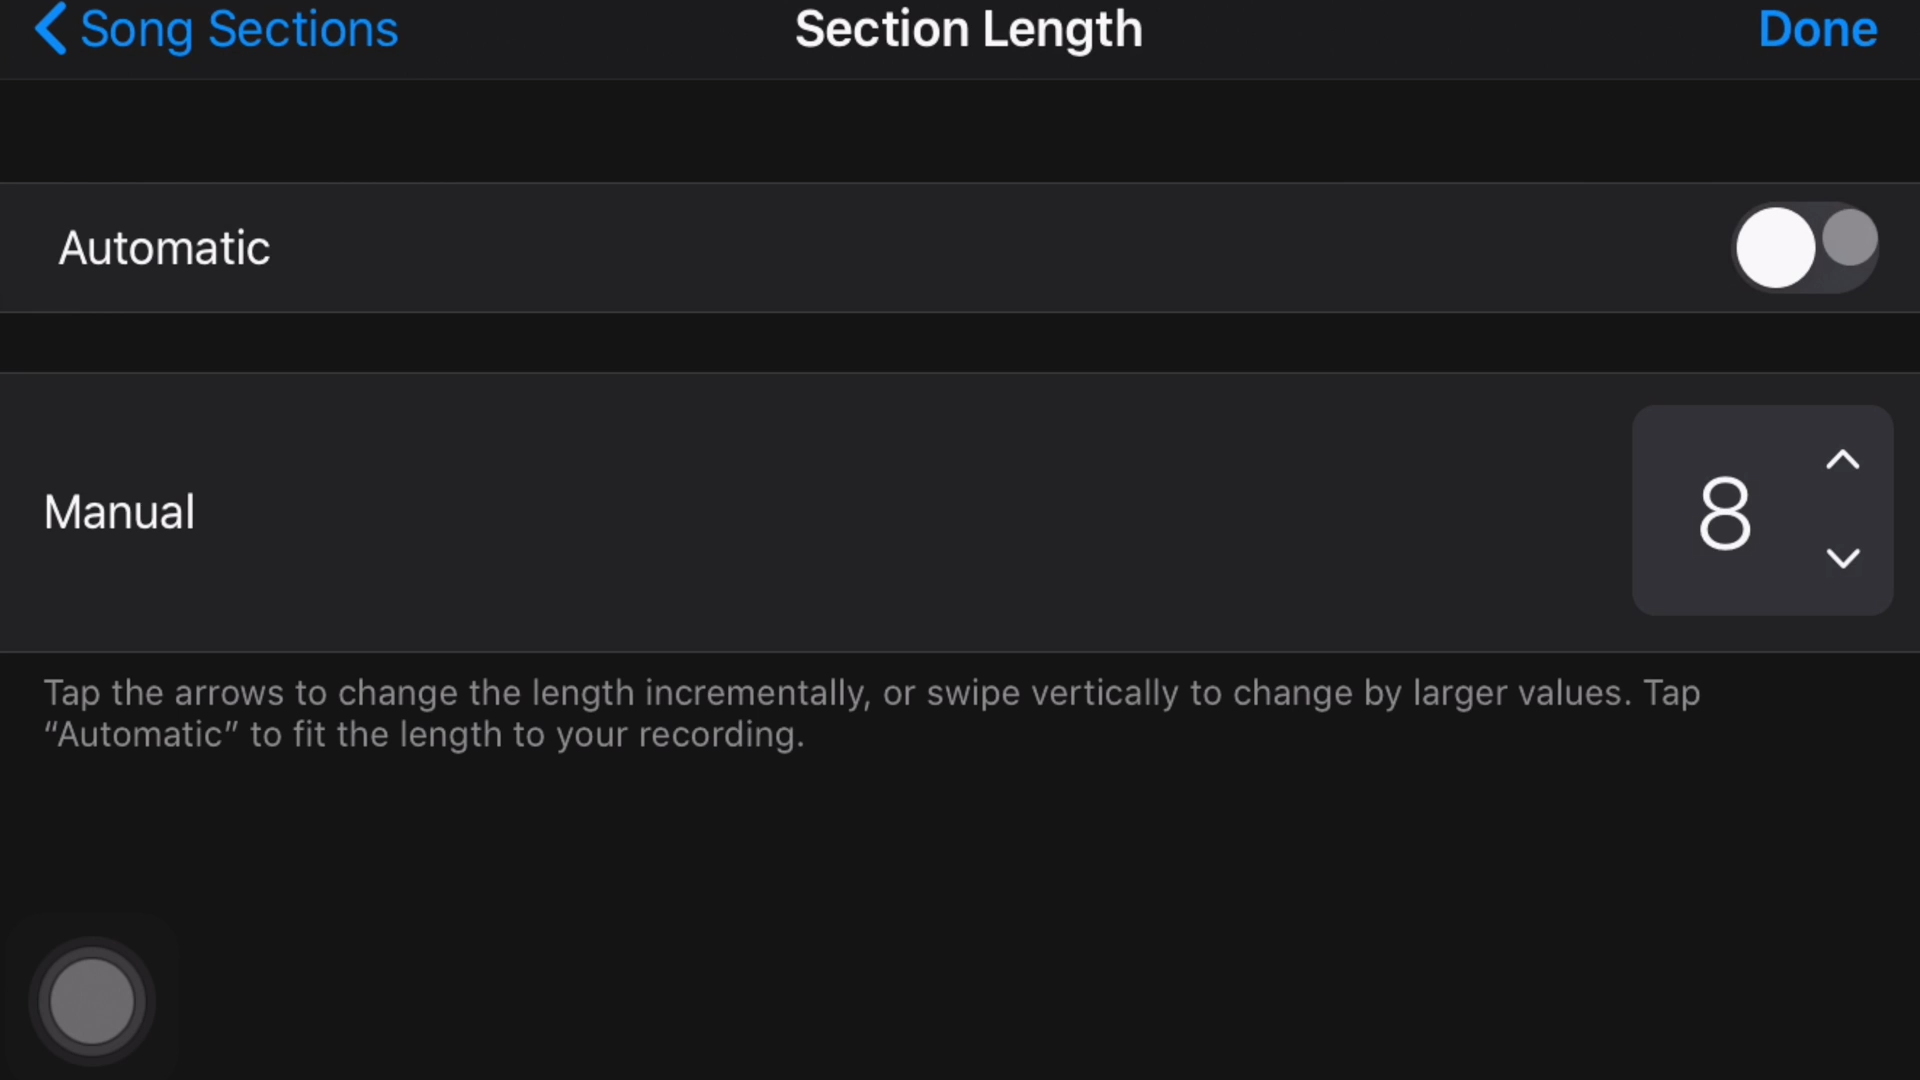 Song Sections
Section Length
Done
Automatic
Manual
8
Tap the arrows to change the length incrementally, or swipe vertically to change by larger values. Tap
“Automatic” to fit the length to your recording.